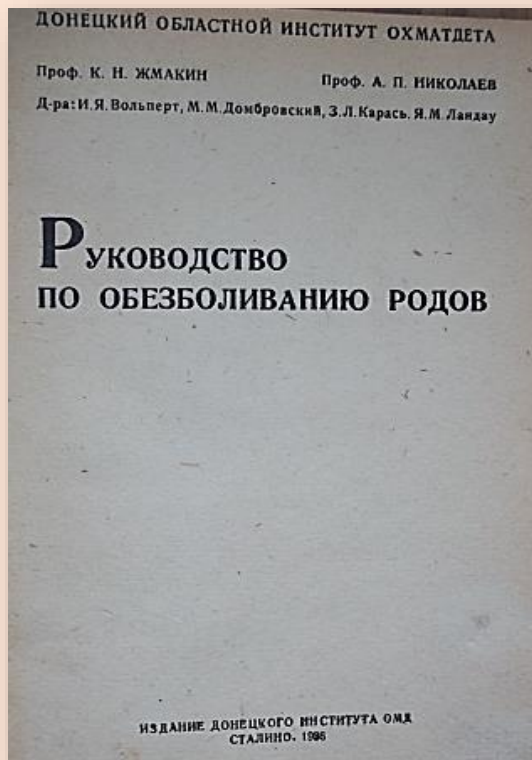 ДОНЕЦКИЙ ОБЛАСТНОЙ ИНСТИТУТ ОХМАТДЕТА
Проф. К. Н. ЖМАКИН Проф. А. П. НИКОЛАЕВ
Д-ра: И.Я. Вольперт, М.М. Домбровский, З.Л. Карась. Я.М. Ландау
РУКОВОДСТВО
ПО ОБЕЗБОЛИВАНИЮ РОДОВ
ИЗДАНИЕ ДОНЕЦКОГО ИНСТИТУТА ОМД
СТАЛИНО. 1936